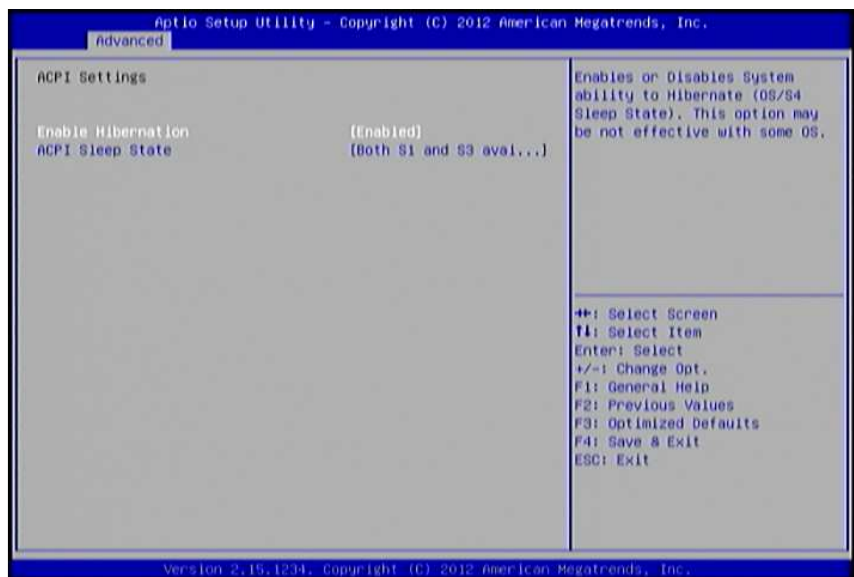 Aptio Setup Utility - Copyright (C) 2012 American Megatrends, Inc.
Advanced
ACPI Settings
Enable Hibernation [Enabled]
ACPI Sleep State [Both S1 and S3 avai...]
Enables or Disables System
ability to Hibernate (OS/S4
Sleep State). This option may
be not effective with some OS.
→←: Select Screen
↑↓: Select Item
Enter: Select
+/-: Change Opt.
F1: General Help
F2: Previous Values
F3: Optimized Defaults
F4: Save & Exit
ESC: Exit
Version 2.15.1234. Copyright (C) 2012 American Megatrends, Inc.